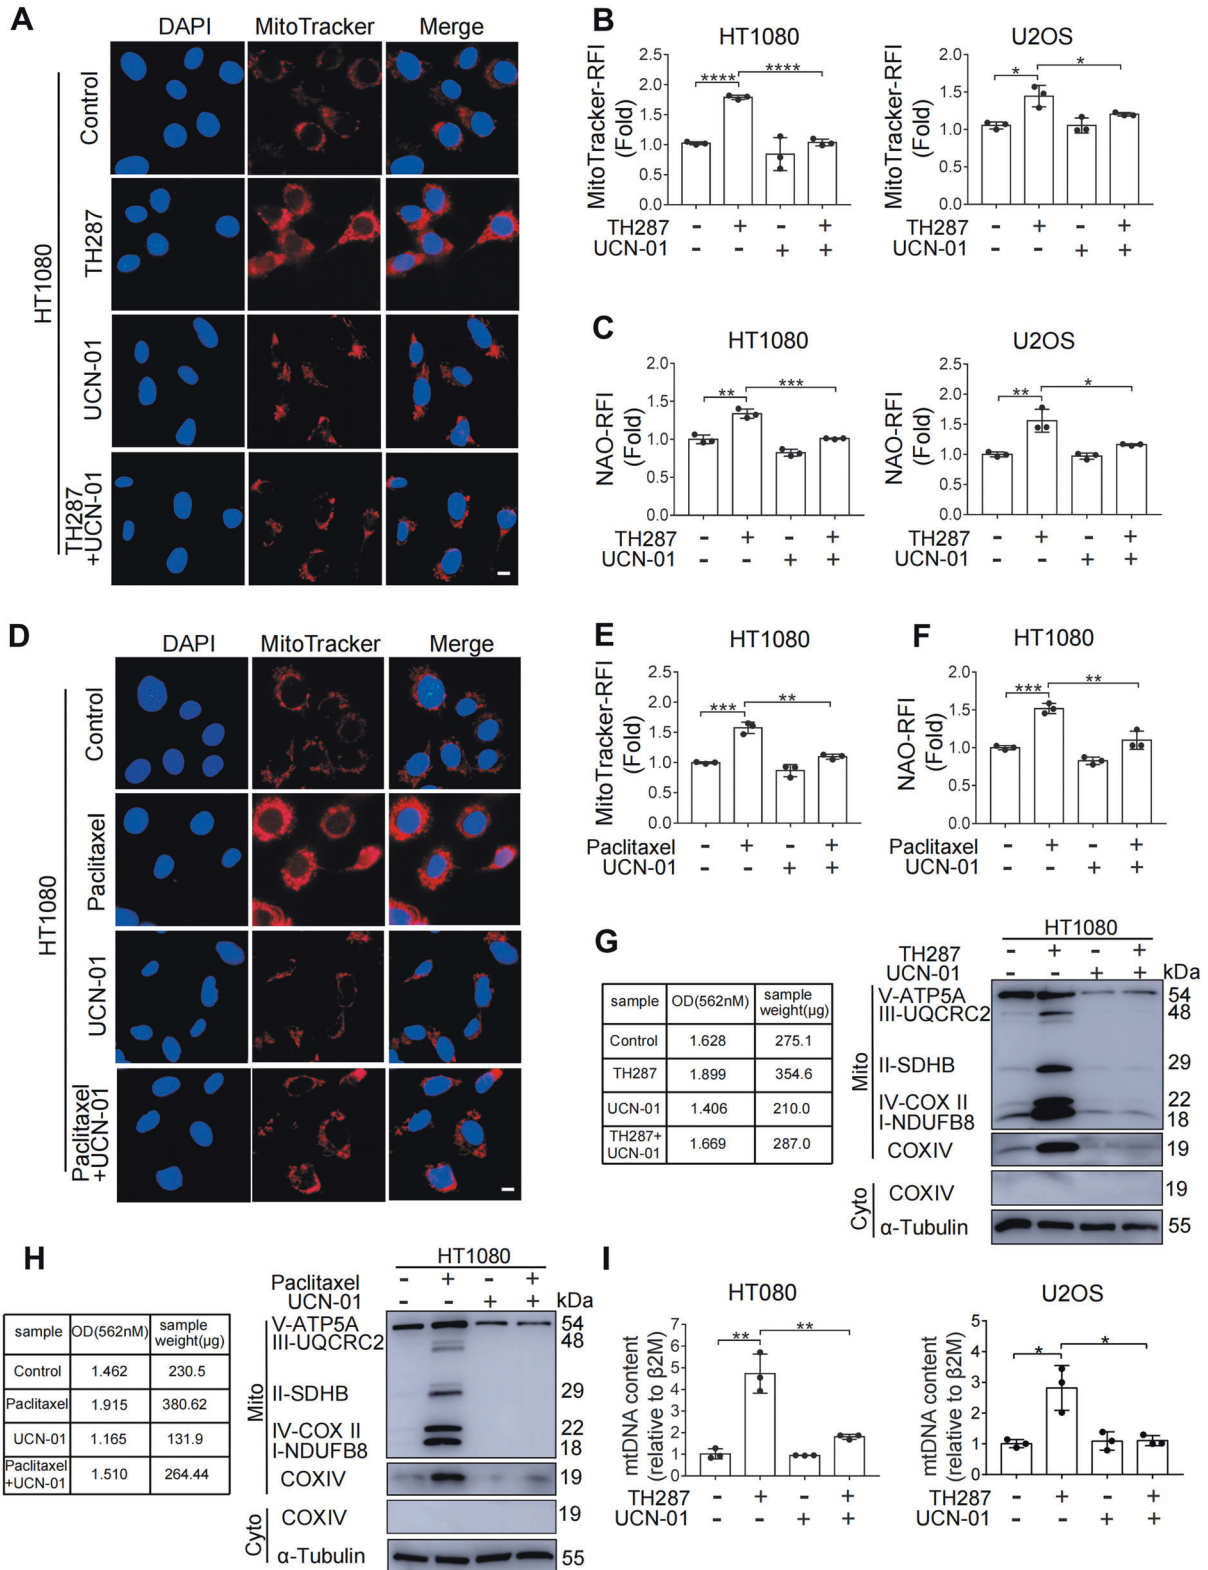 A
DAPI MitoTracker Merge
HT1080
Control
TH287
UCN-01
TH287
+UCN-01
B
HT1080
MitoTracker-RFI
(Fold)
2.5
2.0
1.5
1.0
0.5
0.0
**** ****
TH287 - + - +
UCN-01 - - + +
U2OS
MitoTracker-RFI
(Fold)
2.0
1.5
1.0
0.5
0.0
* *
TH287 - + - +
UCN-01 - - + +
C
HT1080
NAO-RFI
(Fold)
2.0
1.5
1.0
0.5
0.0
** ***
TH287 - + - +
UCN-01 - - + +
U2OS
NAO-RFI
(Fold)
2.5
2.0
1.5
1.0
0.5
0.0
** *
TH287 - + - +
UCN-01 - - + +
D
DAPI MitoTracker Merge
HT1080
Control
Paclitaxel
UCN-01
Paclitaxel
+UCN-01
E
HT1080
MitoTracker-RFI
(Fold)
2.5
2.0
1.5
1.0
0.5
0.0
*** **
Paclitaxel - + - +
UCN-01 - - + +
F
HT1080
NAO-RFI
(Fold)
2.0
1.5
1.0
0.5
0.0
*** **
Paclitaxel - + - +
UCN-01 - - + +
G
sample OD(562nM) sample weight(μg)
Control 1.628 275.1
TH287 1.899 354.6
UCN-01 1.406 210.0
TH287+UCN-01 1.669 287.0
HT1080
TH287 - + - +
UCN-01 - - + + kDa
Mito
V-ATP5A 54
III-UQCRC2 48
II-SDHB 29
IV-COX II 22
I-NDUFB8 18
COXIV 19
Cyto
COXIV 19
α-Tubulin 55
H
sample OD(562nM) sample weight(μg)
Control 1.462 230.5
Paclitaxel 1.915 380.62
UCN-01 1.165 131.9
Paclitaxel+UCN-01 1.510 264.44
HT1080
Paclitaxel - + - +
UCN-01 - - + + kDa
Mito
V-ATP5A 54
III-UQCRC2 48
II-SDHB 29
IV-COX II 22
I-NDUFB8 18
COXIV 19
Cyto
COXIV 19
α-Tubulin 55
I
HT080
mtDNA content
(relative to β2M)
7
6
5
4
3
2
1
0
** **
TH287 - + - +
UCN-01 - - + +
U2OS
mtDNA content
(relative to β2M)
5
4
3
2
1
0
* *
TH287 - + - +
UCN-01 - - + +